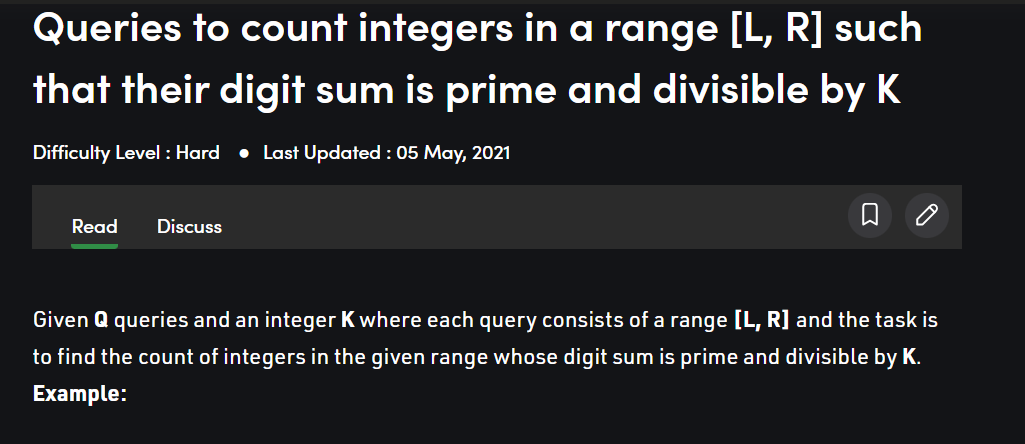 Queries to count integers in a range [L, R] such
that their digit sum is prime and divisible by K
Difficulty Level : Hard ● Last Updated : 05 May, 2021
Read Discuss
Given Q queries and an integer K where each query consists of a range [L, R] and the task is
to find the count of integers in the given range whose digit sum is prime and divisible by K.
Example: